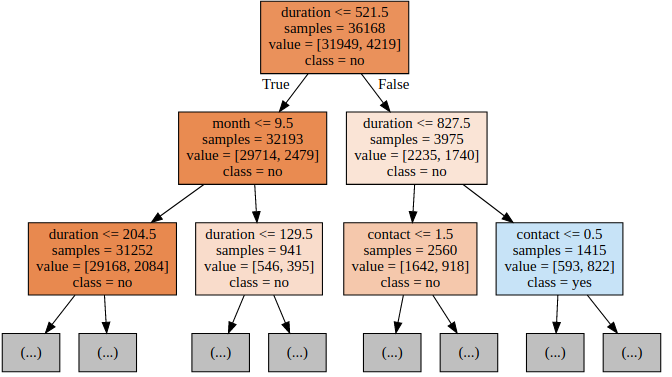 duration <= 521.5
samples = 36168
value = [31949, 4219]
class = no
True
False
month <= 9.5
samples = 32193
value = [29714, 2479]
class = no
duration <= 827.5
samples = 3975
value = [2235, 1740]
class = no
duration <= 204.5
samples = 31252
value = [29168, 2084]
class = no
duration <= 129.5
samples = 941
value = [546, 395]
class = no
contact <= 1.5
samples = 2560
value = [1642, 918]
class = no
contact <= 0.5
samples = 1415
value = [593, 822]
class = yes
(...)
(...)
(...)
(...)
(...)
(...)
(...)
(...)